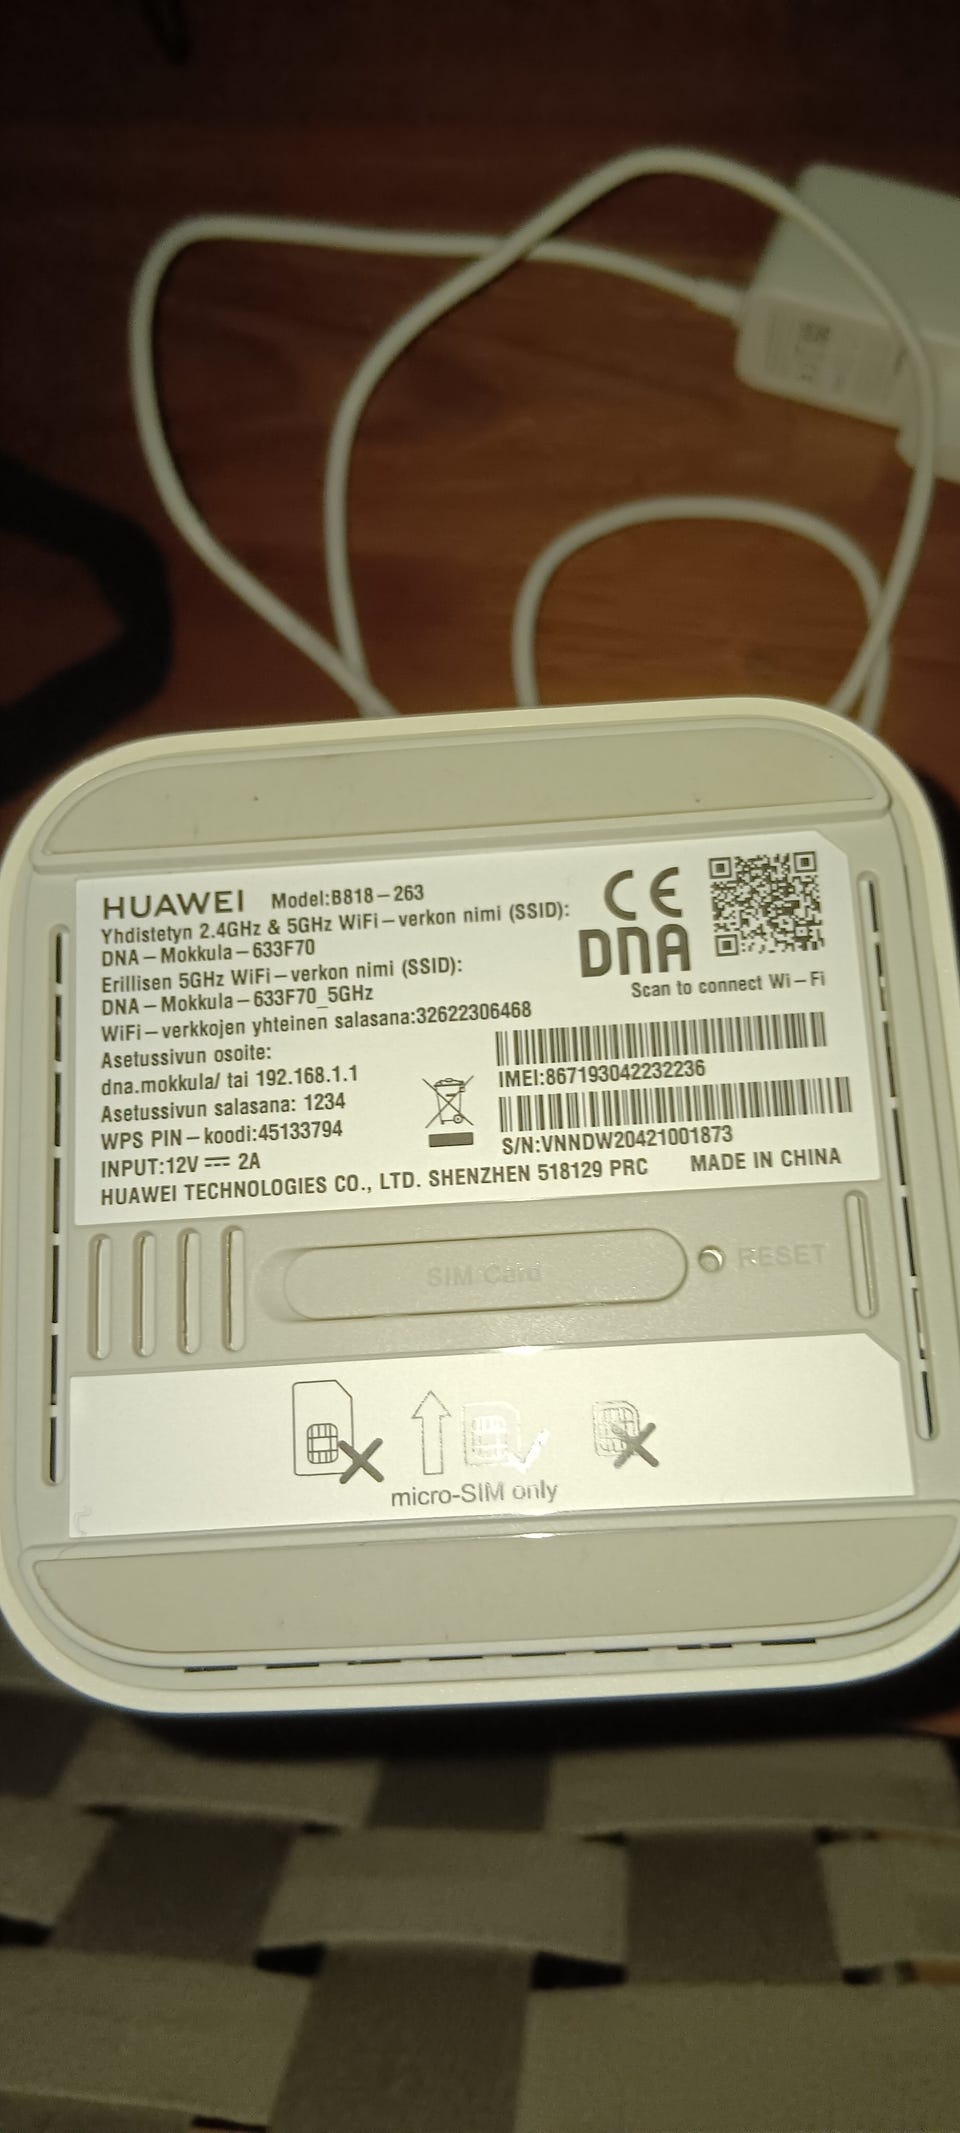 HUAWEI Model:B818-263
Yhdistetyn 2.4GHz & 5GHz WiFi-verkon nimi (SSID):
DNA-Mokkula-633F70
Erillisen 5GHz WiFi-verkon nimi (SSID):
DNA-Mokkula-633F70_5GHz
WiFi-verkkojen yhteinen salasana:32622306468
Asetussivun osoite:
dna.mokkula/ tai 192.168.1.1
Asetussivun salasana: 1234
WPS PIN-koodi:45133794
INPUT:12V ⎓ 2A
HUAWEI TECHNOLOGIES CO., LTD. SHENZHEN 518129 PRC MADE IN CHINA
CE
DNA
Scan to connect Wi-Fi
IMEI:867193042232236
S/N:VNNDW20421001873
SIM Card
RESET
micro-SIM only